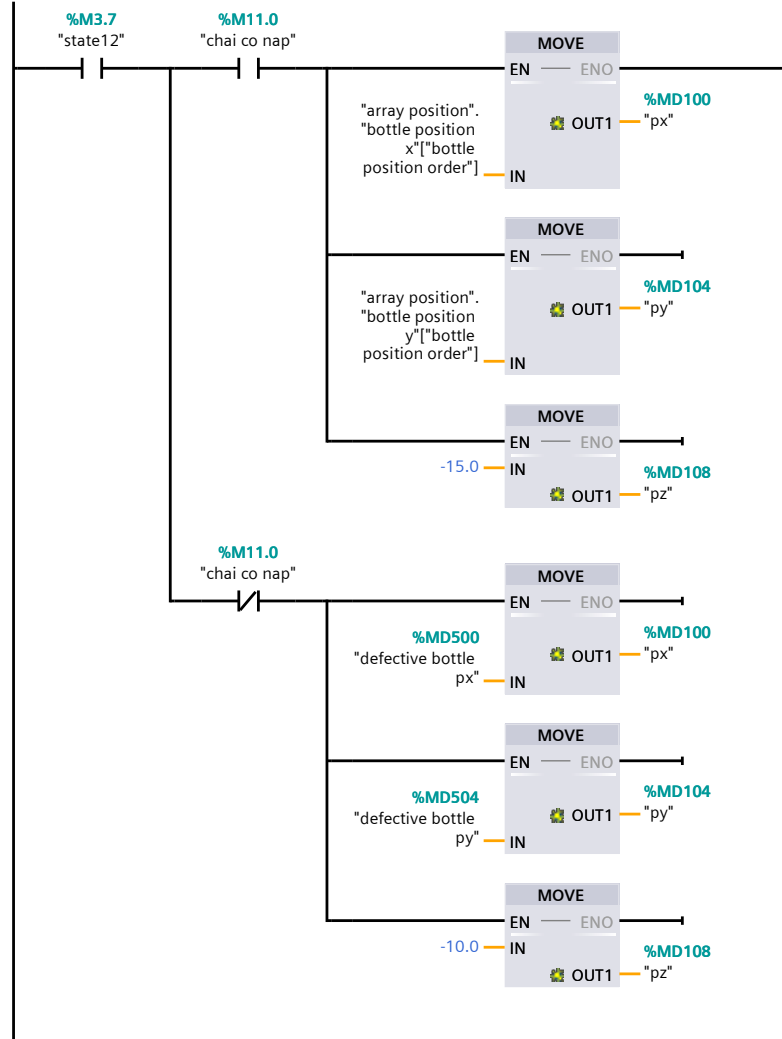 %M3.7
"state12"
%M11.0
"chai co nap"
MOVE
EN
ENO
%MD100
"px"
OUT1
"array position".
"bottle position
x"["bottle
position order"]
IN
MOVE
EN
ENO
%MD104
"py"
OUT1
"array position".
"bottle position
y"["bottle
position order"]
IN
MOVE
EN
ENO
-15.0
IN
%MD108
"pz"
OUT1
%M11.0
"chai co nap"
MOVE
EN
ENO
%MD100
"px"
OUT1
%MD500
"defective bottle
px"
IN
MOVE
EN
ENO
%MD104
"py"
OUT1
%MD504
"defective bottle
py"
IN
MOVE
EN
ENO
-10.0
IN
%MD108
"pz"
OUT1